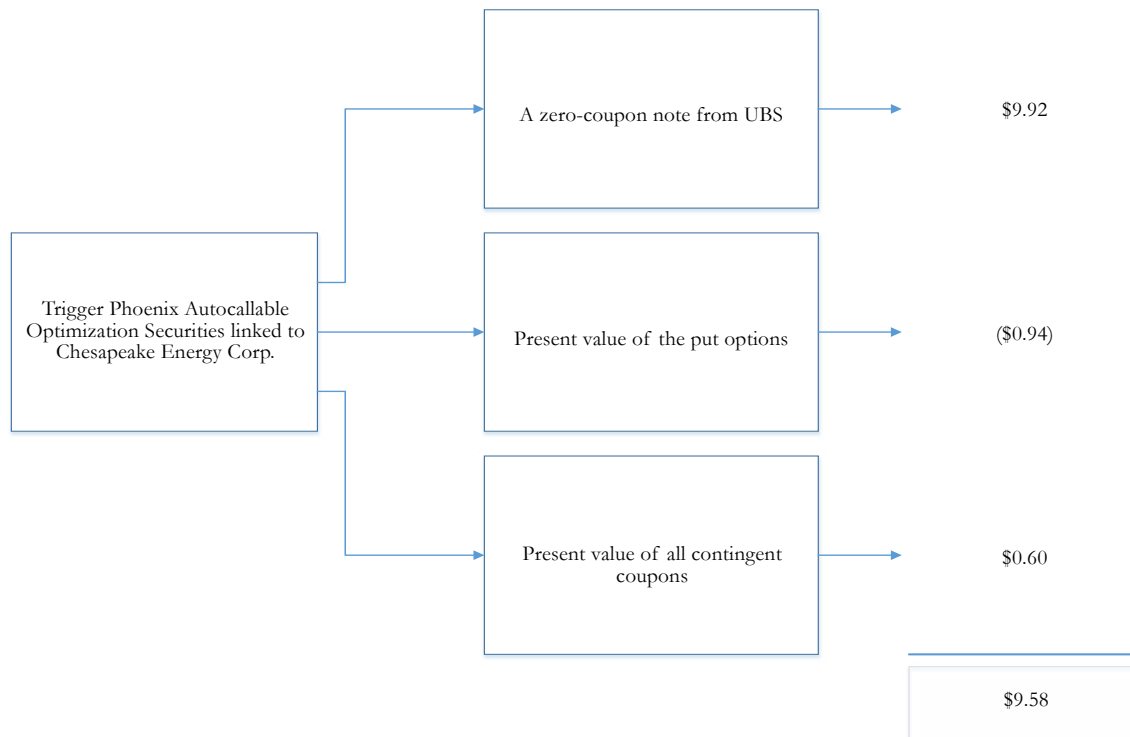 A zero-coupon note from UBS
$9.92
Trigger Phoenix Autocallable
Optimization Securities linked to
Chesapeake Energy Corp.
Present value of the put options
($0.94)
Present value of all contingent
coupons
$0.60
$9.58